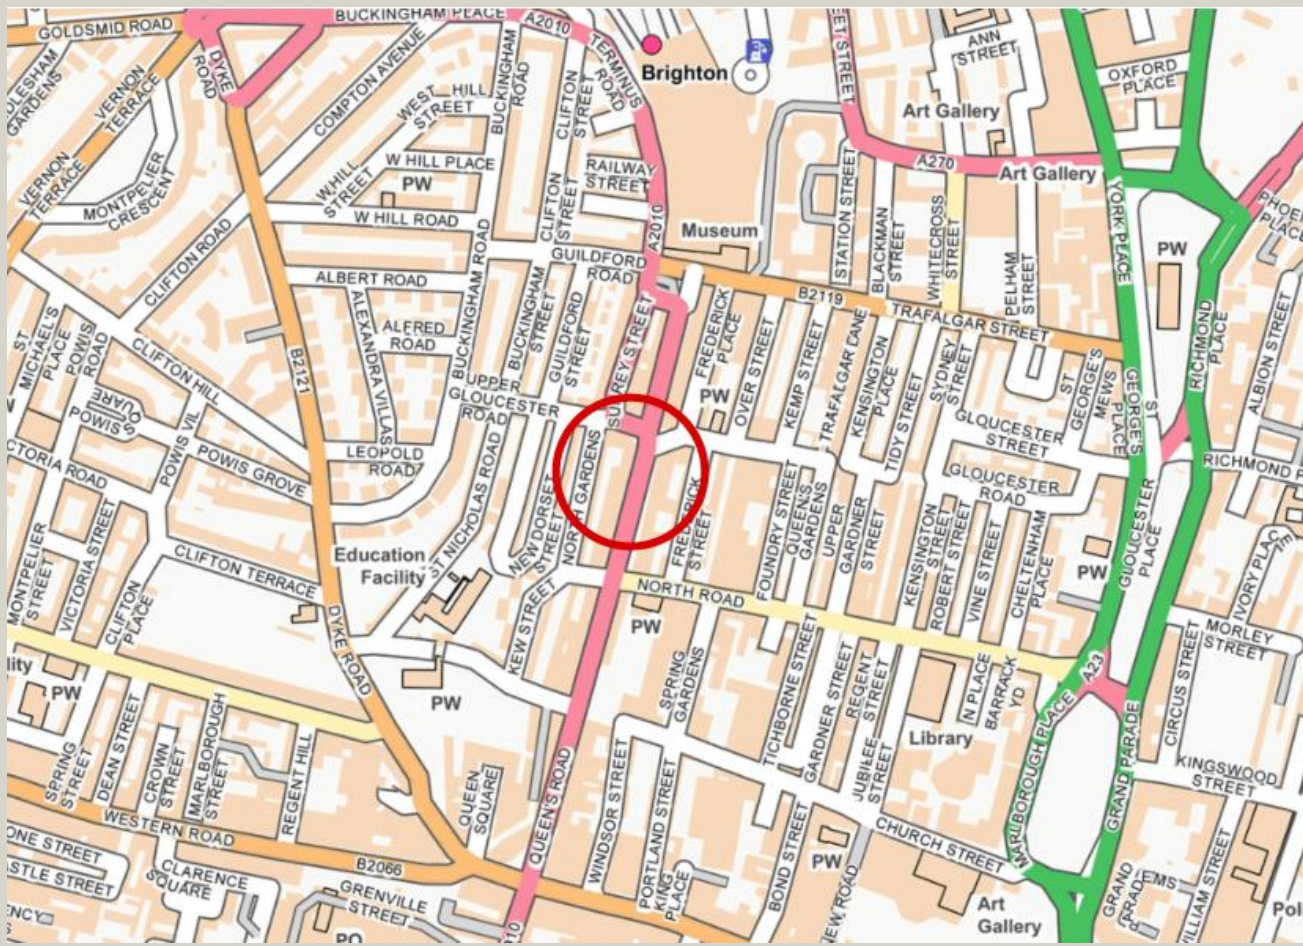 BUCKINGHAM PLACE
A2010
GOLDSMID ROAD
TERMINUS
ROAD
DYKE
ROAD
VERNON
TERRACE
GARDENS
COMPTON AVENUE
BUCKINGHAM
ROAD
CLIFTON
STREET
Brighton
ANN
STREET
OXFORD
PLACE
Art Gallery
WEST HILL
STREET
W HILL PLACE
PW
W HILL
STREET
W HILL ROAD
RAILWAY
STREET
A270
Art Gallery
VERNON
TERRACE
MONTPELIER
CRESCENT
CLIFTON ROAD
CLIFTON
STREET
A2010
Museum
STATION STREET
BLACKMAN
STREET
WHITECROSS
STREET
PELHAM
STREET
YORK PLACE
PW
PLACE
GUILDFORD
ROAD
ALBERT ROAD
ALEXANDRA VILLAS
ALFRED
ROAD
BUCKINGHAM ROAD
BUCKINGHAM
STREET
GUILDFORD
STREET
SURREY STREET
FREDERICK
PLACE
B2119
TRAFALGAR STREET
RICHMOND
PLACE
ALBION STREET
ST
MICHAEL'S
PLACE
POWIS
ROAD
CLIFTON HILL
B2121
OVER STREET
KEMP STREET
TRAFALGAR LANE
KENSINGTON
PLACE
TIDY STREET
SYDNEY
STREET
ST
GEORGE'S
MEWS
ST
GEORGE'S
PLACE
POWIS
SQUARE
POWIS VIL
POWIS GROVE
UPPER
GLOUCESTER
ROAD
PW
GLOUCESTER
STREET
GLOUCESTER
ROAD
LEOPOLD
ROAD
NORTH GARDENS
NEW DORSET
STREET
ST NICHOLAS ROAD
FREDERICK
STREET
FOUNDRY STREET
QUEEN'S
GARDENS
UPPER
GARDNER
STREET
KENSINGTON
STREET
ROBERT STREET
VINE STREET
CHELTENHAM
PLACE
GLOUCESTER
PLACE
MONTPELIER
STREET
VICTORIA STREET
CLIFTON
PLACE
CLIFTON TERRACE
Education
Facility
KEW STREET
NORTH ROAD
PW
PW
IVORY PLACE
MORLEY
STREET
DYKE ROAD
PW
PW
SPRING
GARDENS
TICHBORNE STREET
GARDNER STREET
REGENT
STREET
JUBILEE
STREET
N PLACE
BARRACK
YD
Library
A23
MARLBOROUGH PLACE
GRAND PARADE
CIRCUS STREET
KINGSWOOD
STREET
SPRING
STREET
DEAN STREET
CROWN
STREET
MARLBOROUGH
STREET
REGENT HILL
WESTERN ROAD
QUEEN
SQUARE
QUEEN'S ROAD
WINDSOR STREET
PORTLAND STREET
KING
PLACE
BOND STREET
CHURCH STREET
PW
B2066
CLARENCE
SQUARE
GRENVILLE
STREET
Art
Gallery
GRAND
PARADE